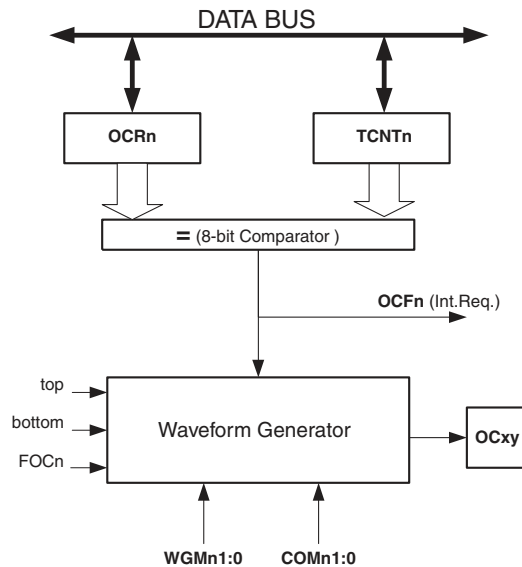 DATA BUS
OCRn
TCNTn
= (8-bit Comparator )
OCFn (Int.Req.)
top
bottom
FOCn
Waveform Generator
OCxy
WGMn1:0
COMn1:0